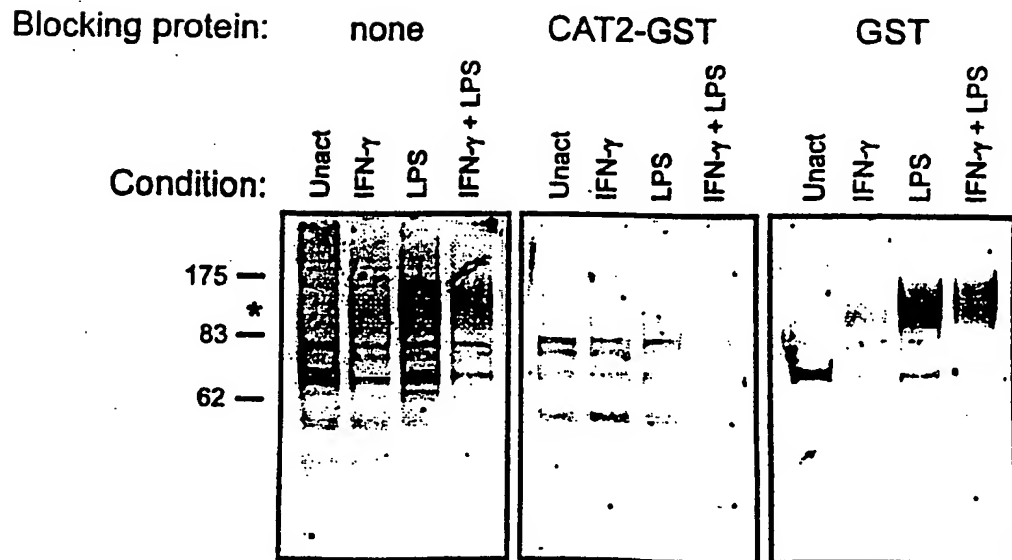 Blocking protein: none CAT2-GST GST
Condition: Unact IFN-γ LPS IFN-γ + LPS Unact IFN-γ LPS IFN-γ + LPS Unact IFN-γ LPS IFN-γ + LPS
175
*
83
62